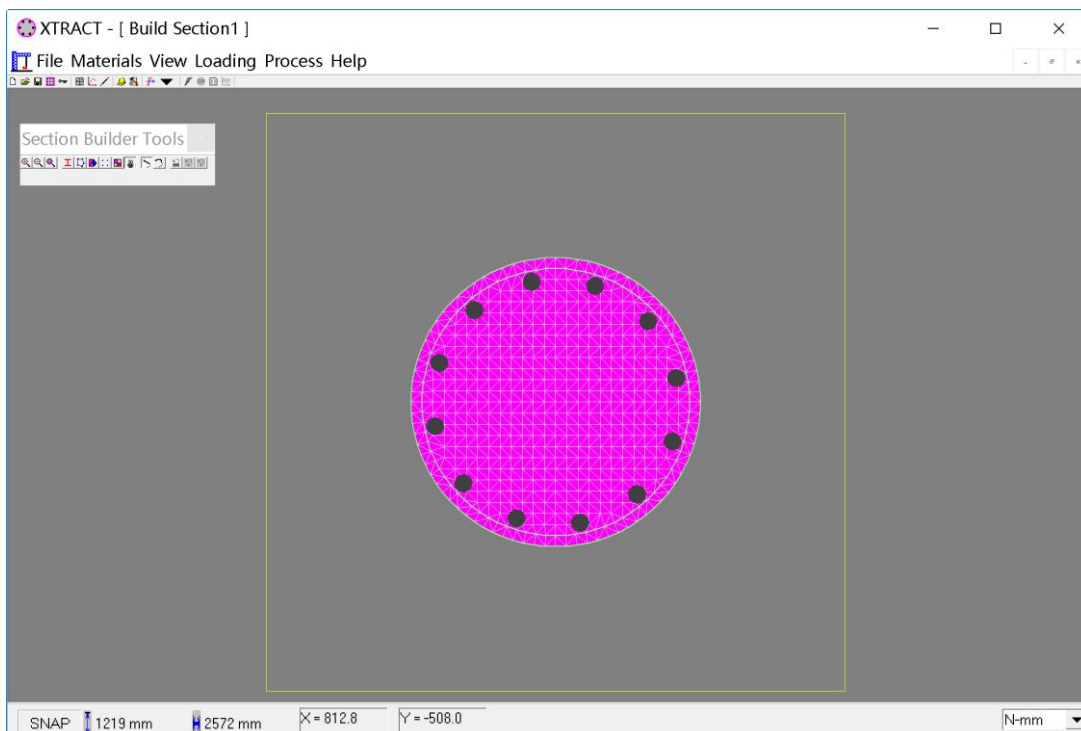 XTRACT - [ Build Section1 ]
File Materials View Loading Process Help
Section Builder Tools
SNAP 1219 mm 2572 mm X = 812.8 Y = -508.0 N-mm